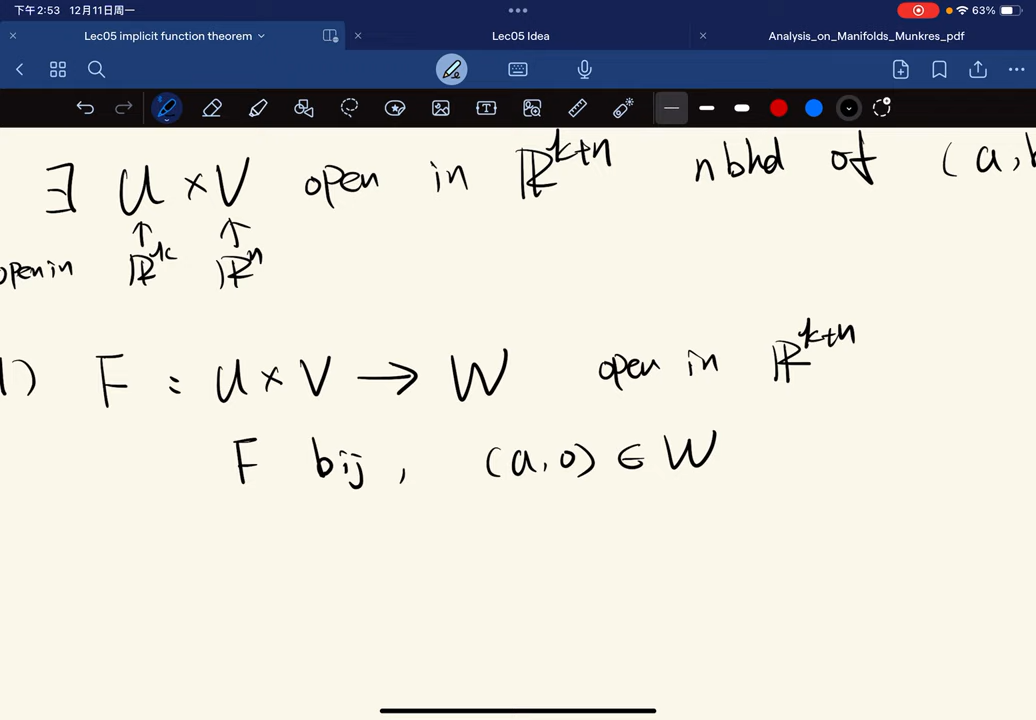 下午2:53 12月11日周一
63%
Lec05 implicit function theorem
Lec05 Idea
Analysis_on_Manifolds_Munkres_pdf
∃ U × V open in ℝ^{k+n} nbhd of (a, b
↑ ↑
open in ℝ^k ℝ^n
1) F : U × V → W open in ℝ^{k+n}
F bij , (a, 0) ∈ W